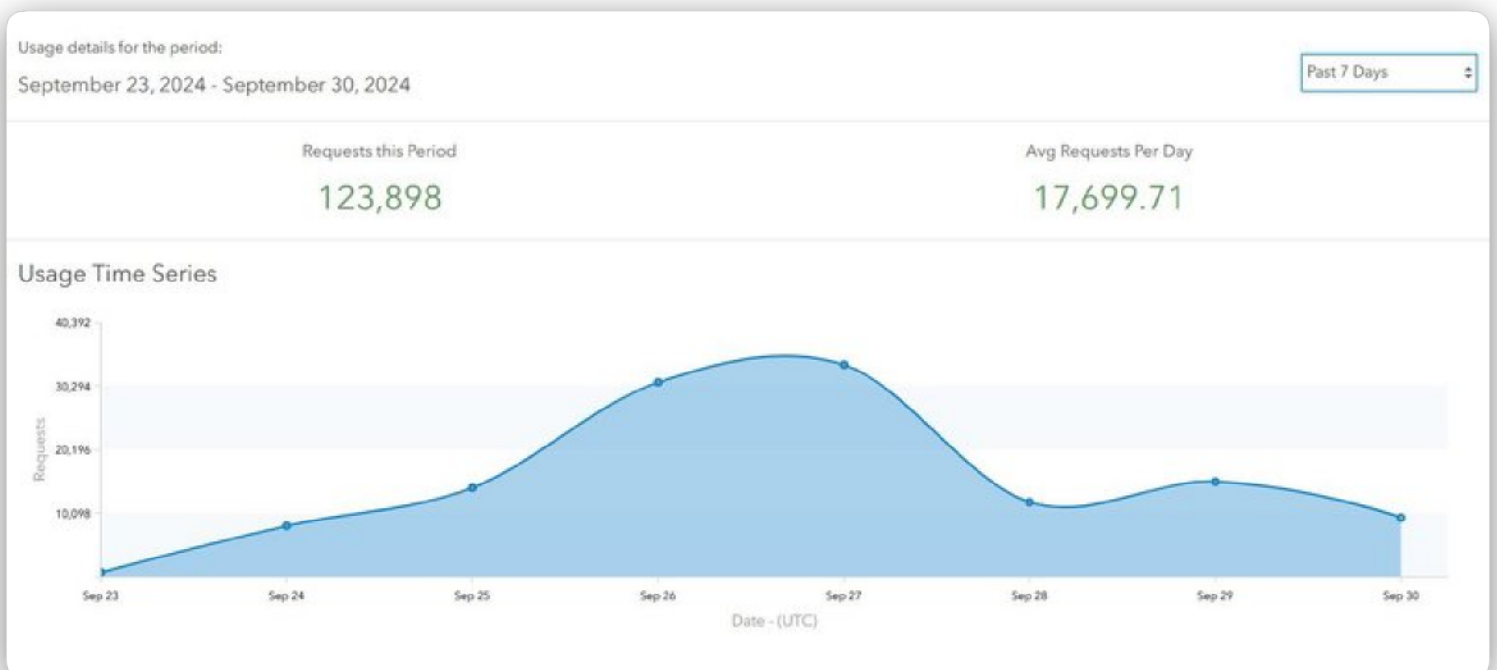 Usage details for the period:
September 23, 2024 - September 30, 2024
Past 7 Days
Requests this Period
123,898
Avg Requests Per Day
17,699.71
Usage Time Series
40,392
30,294
20,196
10,098
Requests
Sep 23
Sep 24
Sep 25
Sep 26
Sep 27
Sep 28
Sep 29
Sep 30
Date - (UTC)